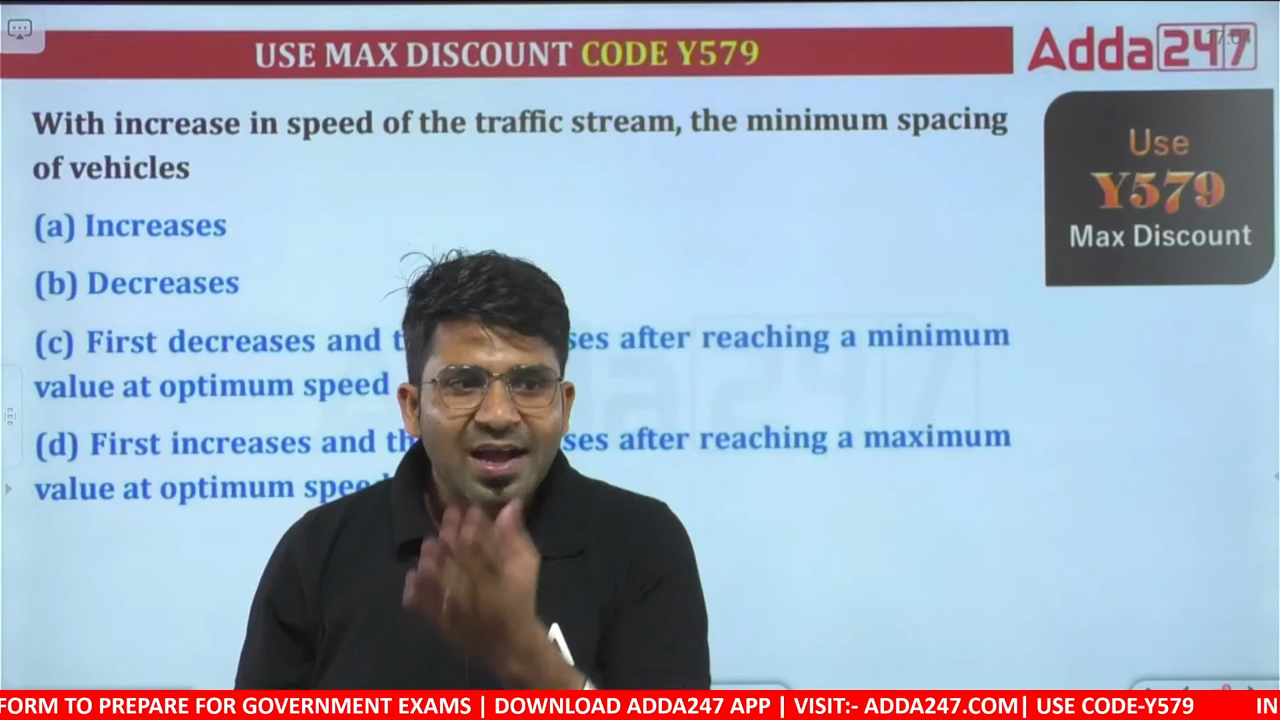 USE MAX DISCOUNT CODE Y579
Adda247
With increase in speed of the traffic stream, the minimum spacing
of vehicles
Use
Y579
Max Discount
(a) Increases
(b) Decreases
(c) First decreases and ses after reaching a minimum
value at optimum speed
(d) First increases and ses after reaching a maximum
value at optimum
FORM TO PREPARE FOR GOVERNMENT EXAMS | DOWNLOAD ADDA247 APP | VISIT:- ADDA247.COM| USE CODE-Y579 IN